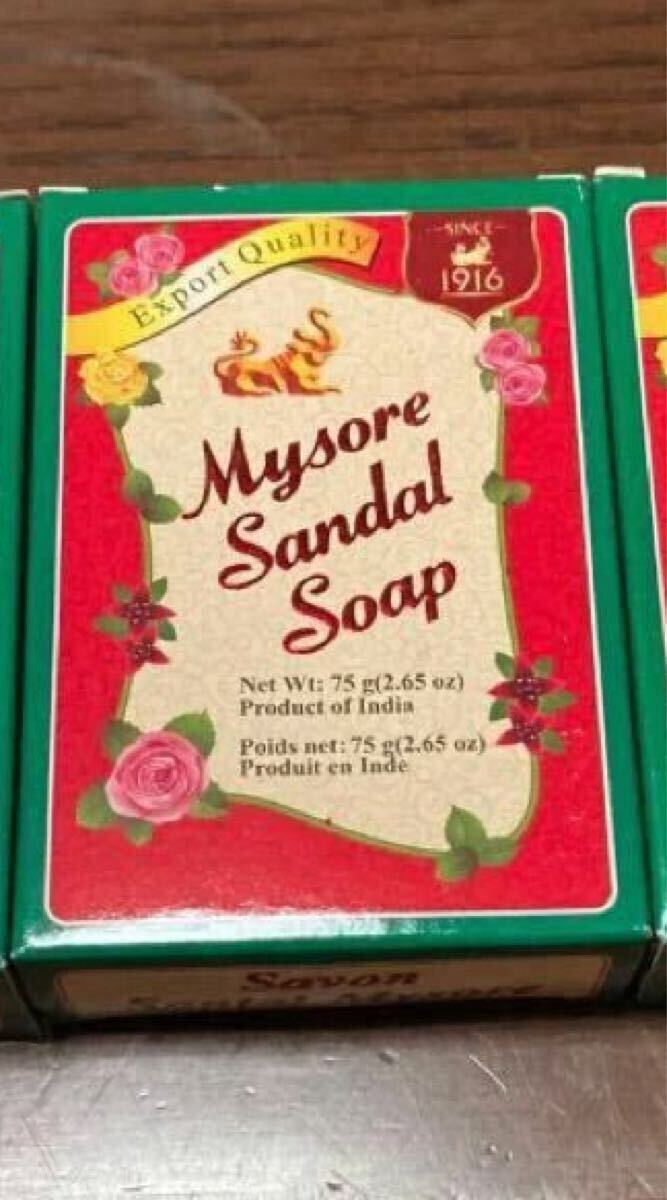 Export Quality
SINCE
1916
Mysore
Sandal
Soap
Net Wt: 75 g(2.65 oz)
Product of India
Poids net: 75 g(2.65 oz)
Produit en Inde
Savon